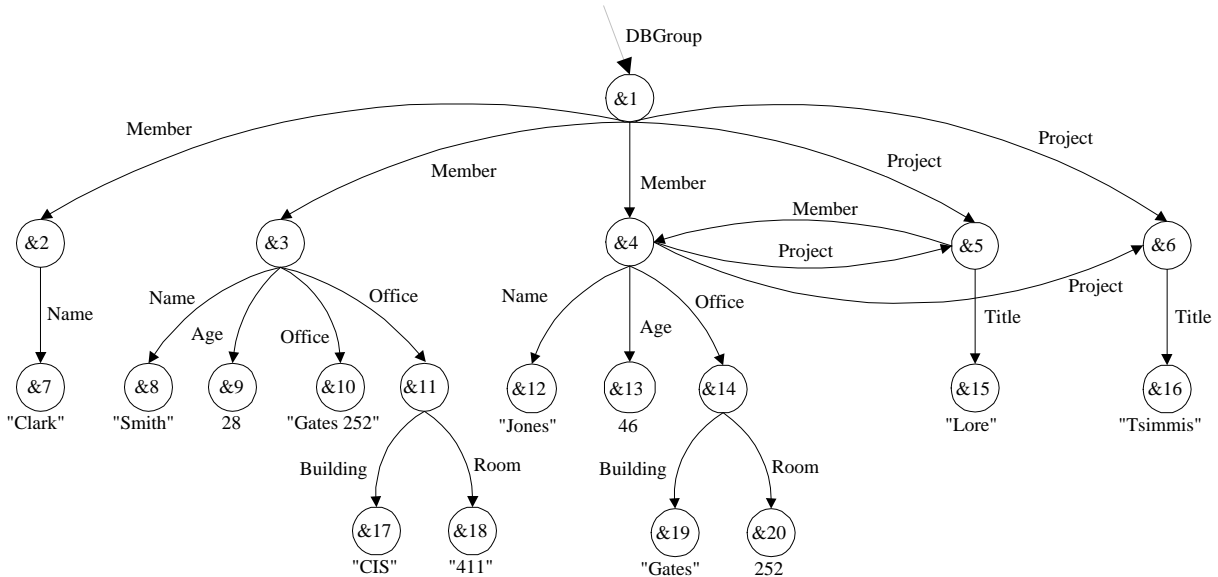 DBGroup
&1
Member
Project
Member
Project
Member
Member
&2
&3
&4
&5
&6
Project
Project
Name
Name
Age
Office
Office
Name
Age
Office
Title
Title
&7
&8
&9
&10
&11
&12
&13
&14
&15
&16
"Clark"
"Smith"
28
"Gates 252"
"Jones"
46
"Lore"
"Tsimmis"
Building
Room
Building
Room
&17
&18
&19
&20
"CIS"
"411"
"Gates"
252